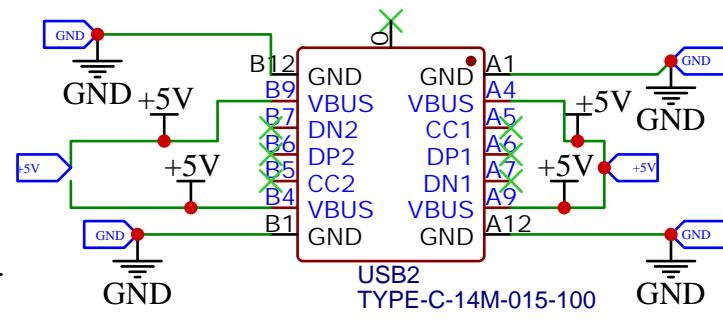 0
GND
GND
B12
GND
GND
A1
GND
GND
+5V
B9
VBUS
VBUS
A4
+5V
B7
DN2
CC1
A5
+5V
+5V
B6
DP2
DP1
A6
+5V
+5V
B5
CC2
DN1
A7
B4
VBUS
VBUS
A9
GND
B1
GND
GND
A12
GND
GND
GND
USB2
TYPE-C-14M-015-100